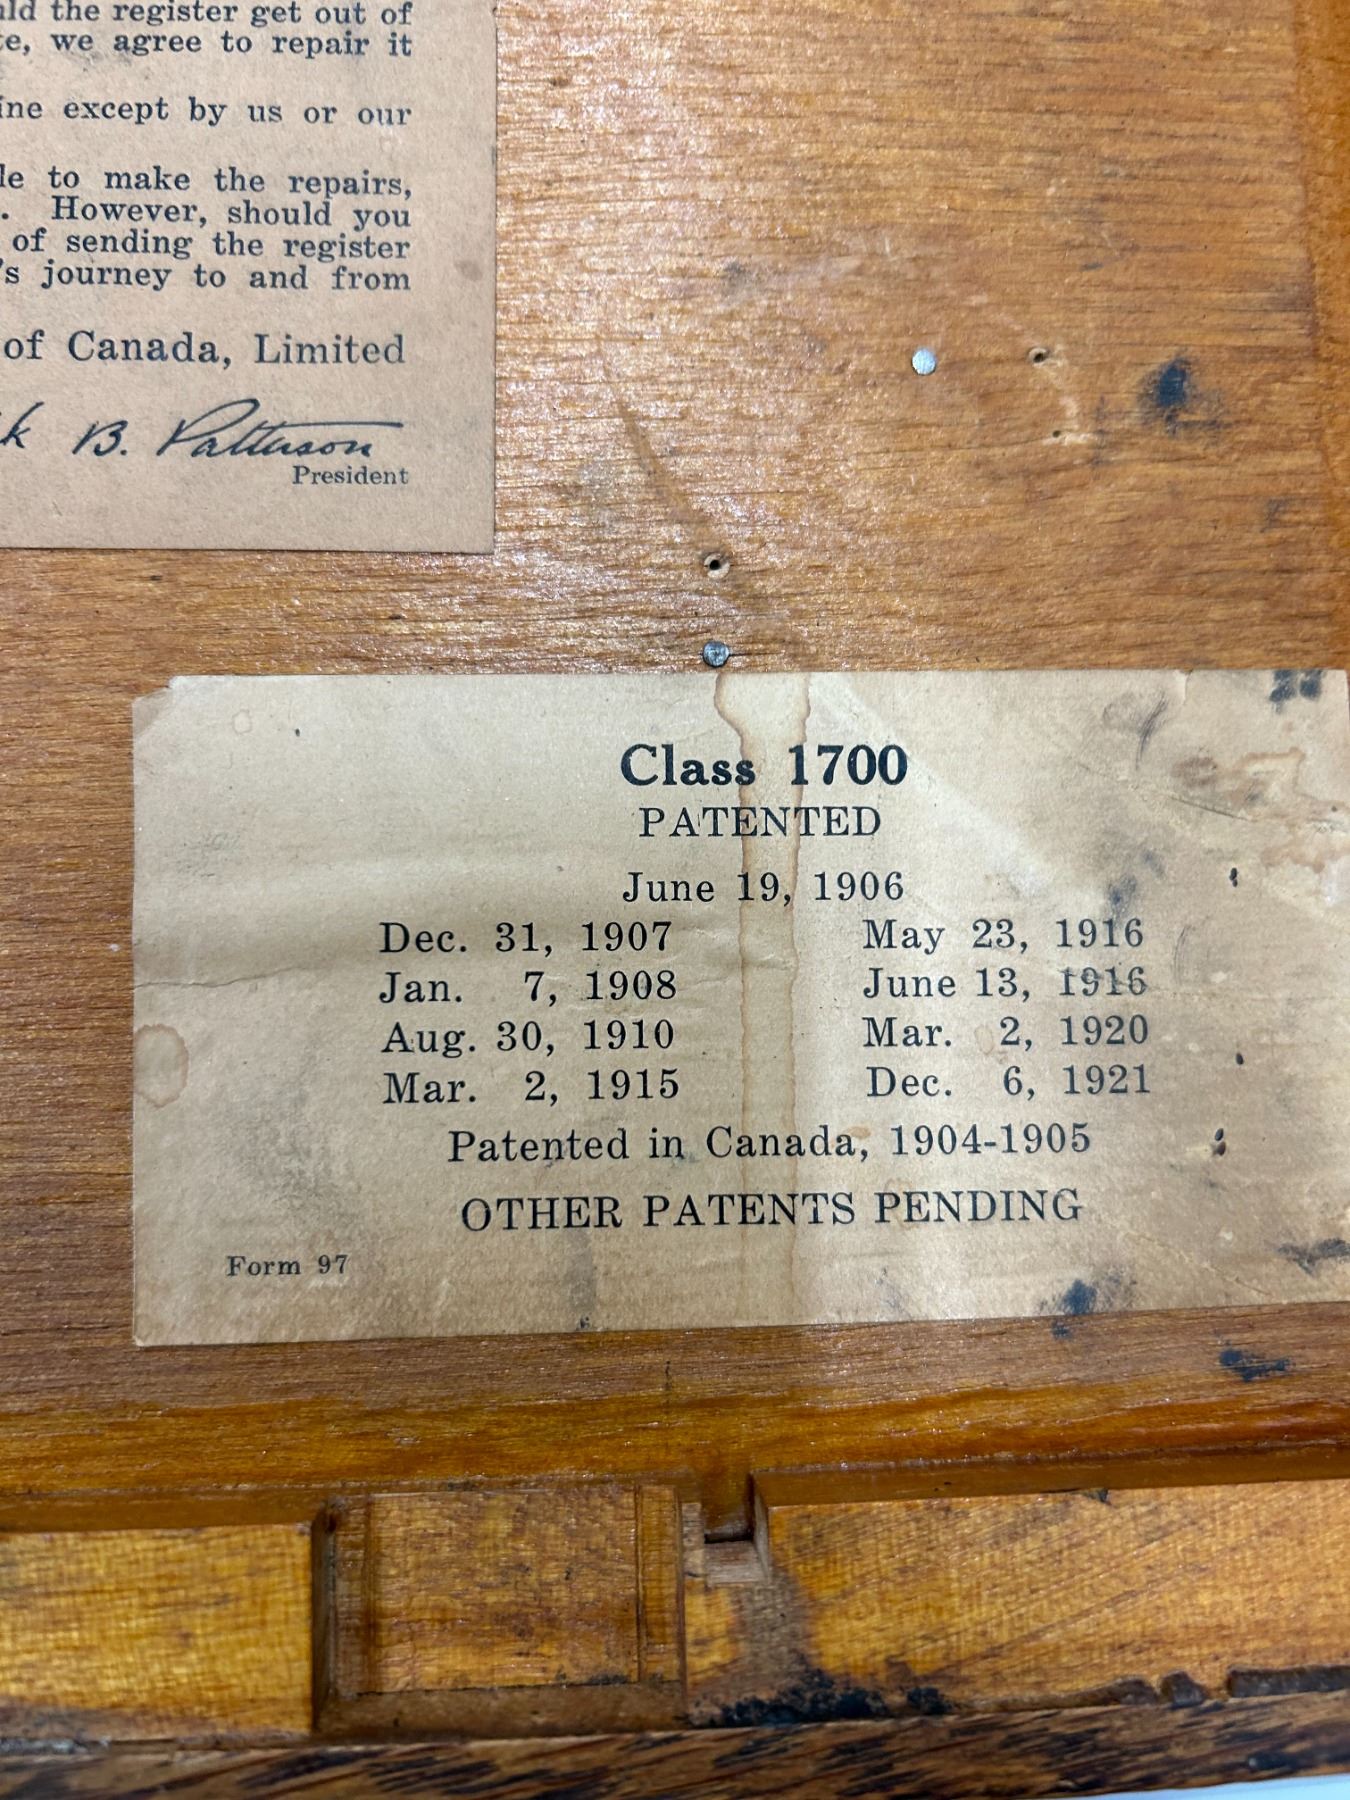 the register get out of
we agree to repair it
except by us or our
to make the repairs,
However, should you
of sending the register
journey to and from
of Canada, Limited
B. Patterson
President
Class 1700
PATENTED
June 19, 1906
Dec. 31, 1907 May 23, 1916
Jan. 7, 1908 June 13, 1916
Aug. 30, 1910 Mar. 2, 1920
Mar. 2, 1915 Dec. 6, 1921
Patented in Canada, 1904-1905
OTHER PATENTS PENDING
Form 97